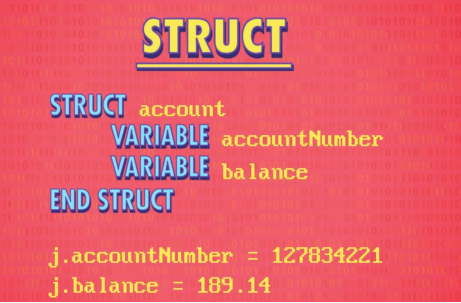 STRUCT
STRUCT account
VARIABLE accountNumber
VARIABLE balance
END STRUCT
j.accountNumber = 127834221
j.balance = 189.14